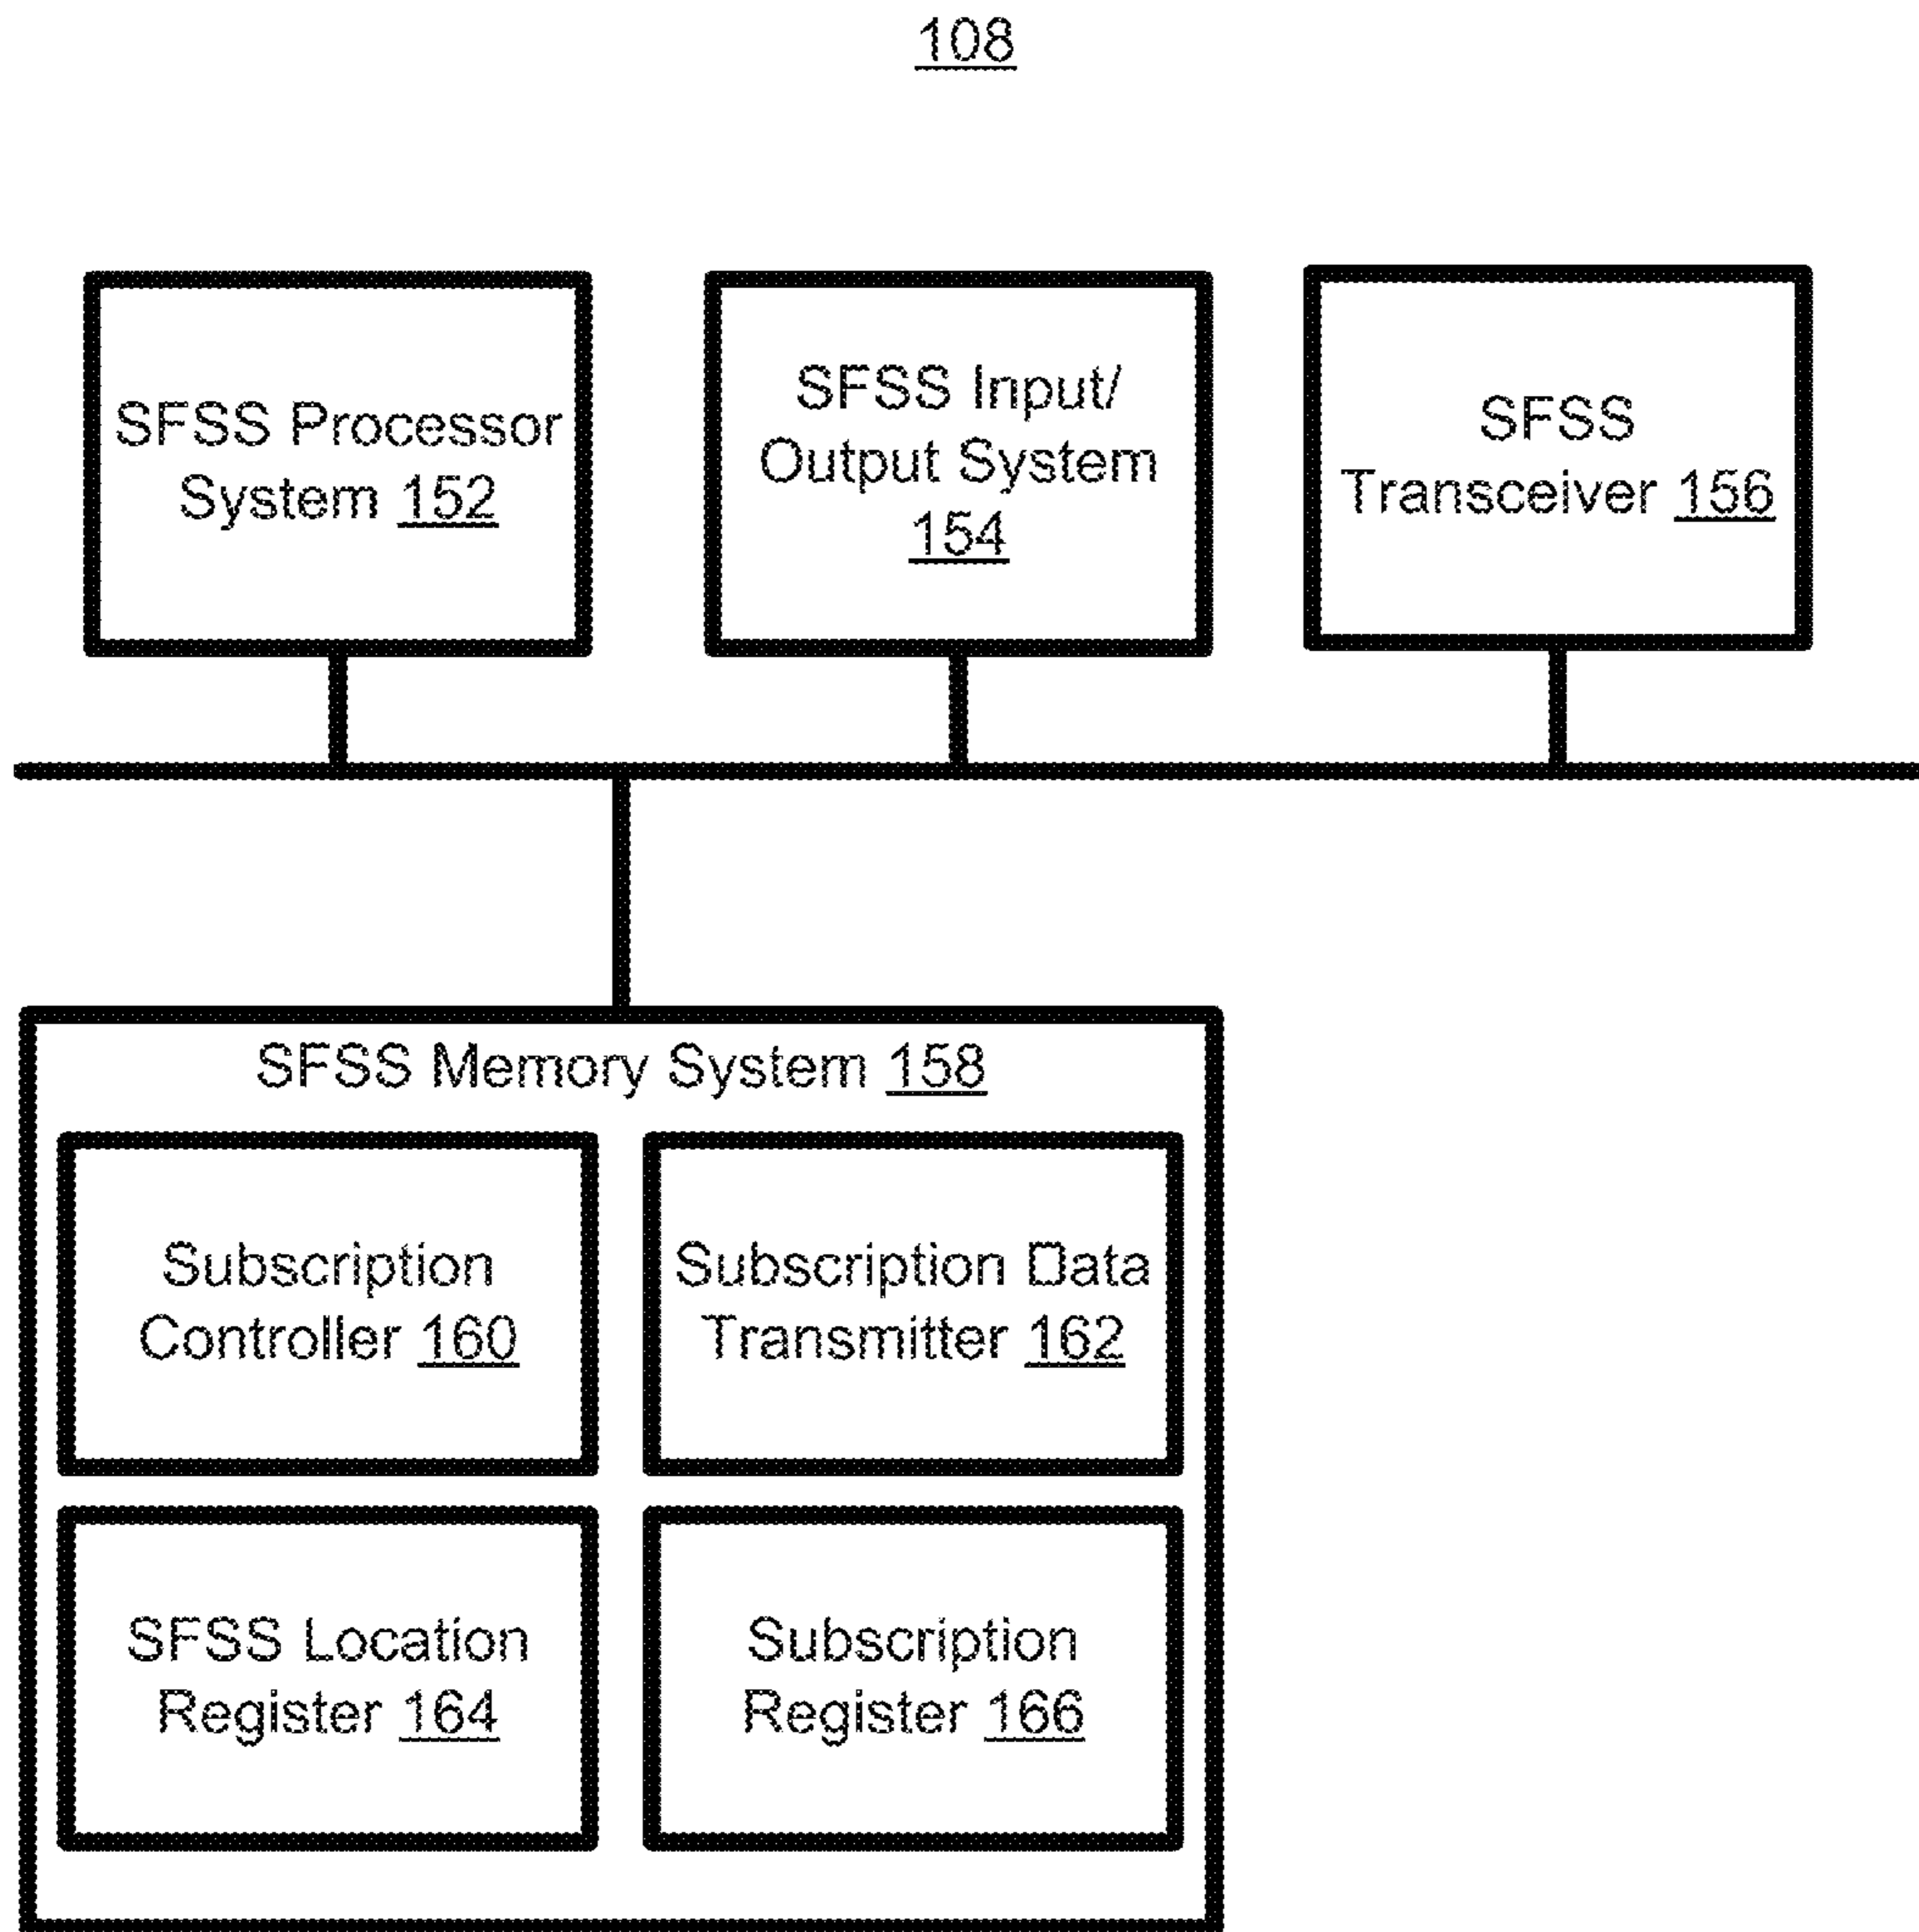 108
SFSS Processor
System 152
SFSS Input/
Output System
154
SFSS
Transceiver 156
SFSS Memory System 158
Subscription
Controller 160
Subscription Data
Transmitter 162
SFSS Location
Register 164
Subscription
Register 166